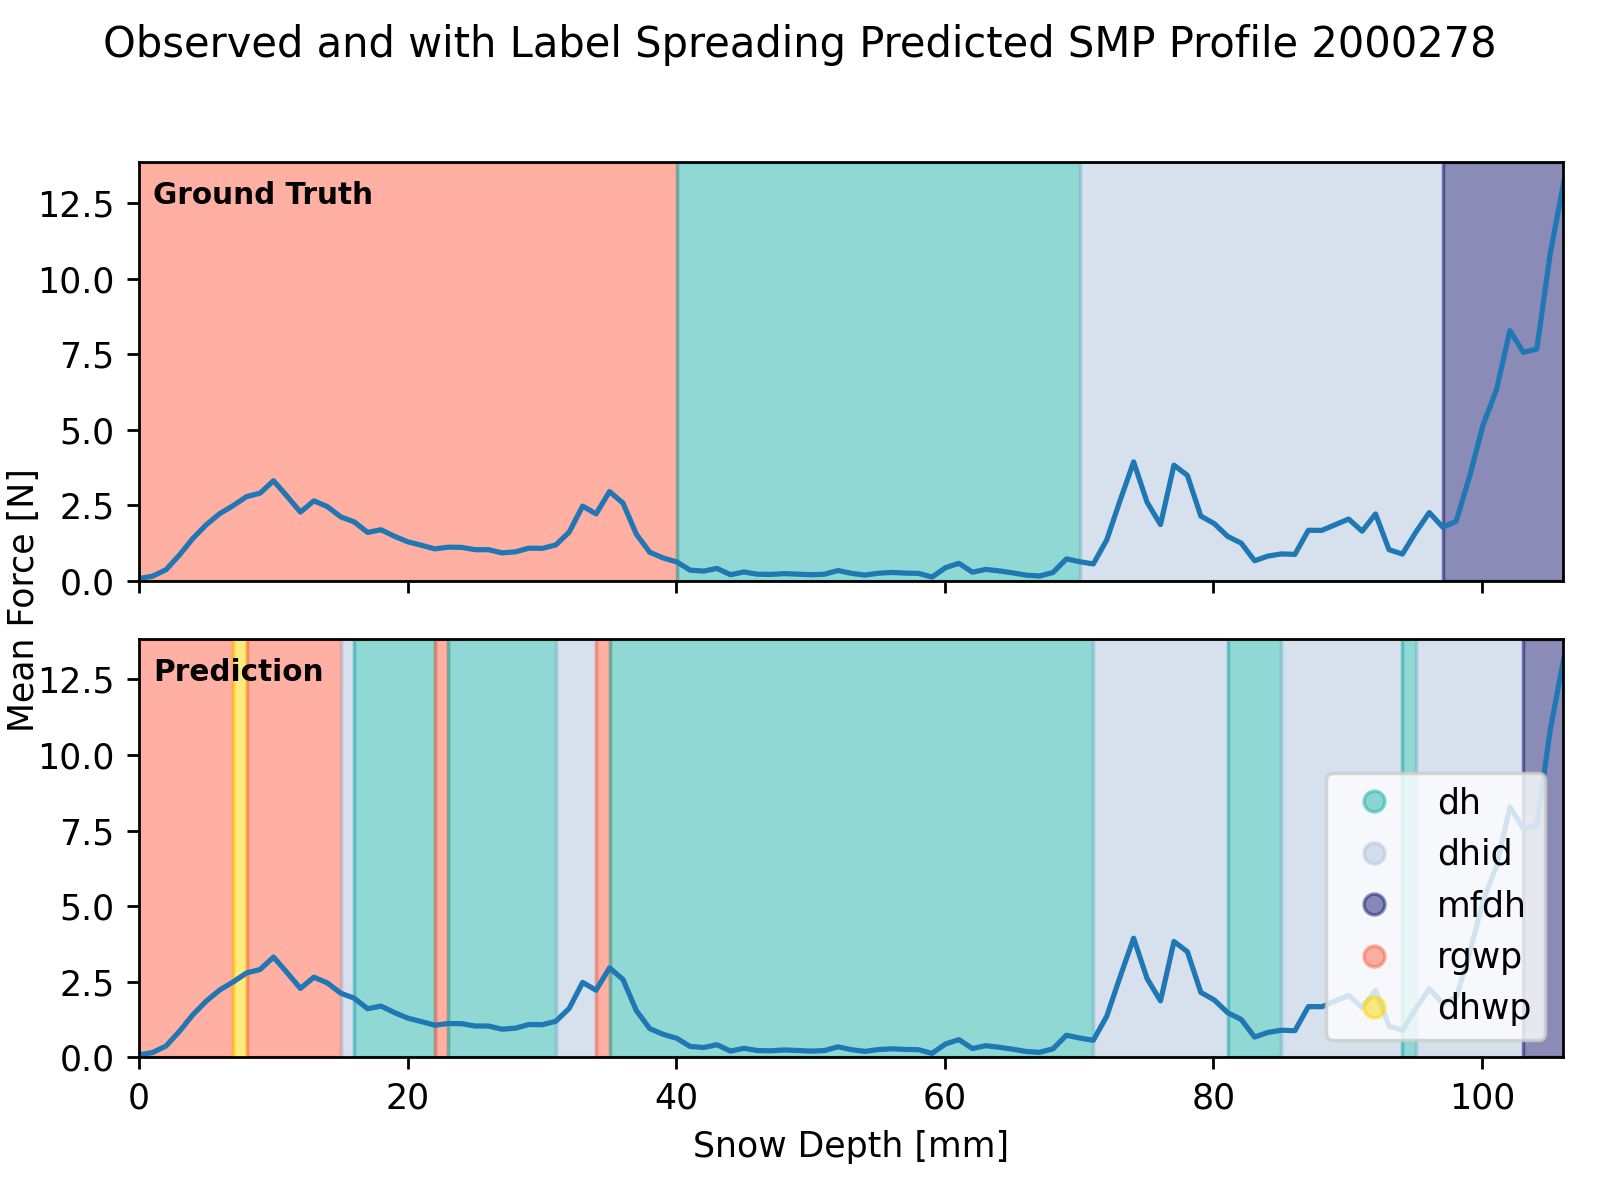 Observed and with Label Spreading Predicted SMP Profile 2000278
Ground Truth
12.5
10.0
7.5
5.0
2.5
0.0
Mean Force [N]
Prediction
12.5
10.0
7.5
5.0
2.5
0.0
dh
dhid
mfdh
rgwp
dhwp
0 20 40 60 80 100
Snow Depth [mm]